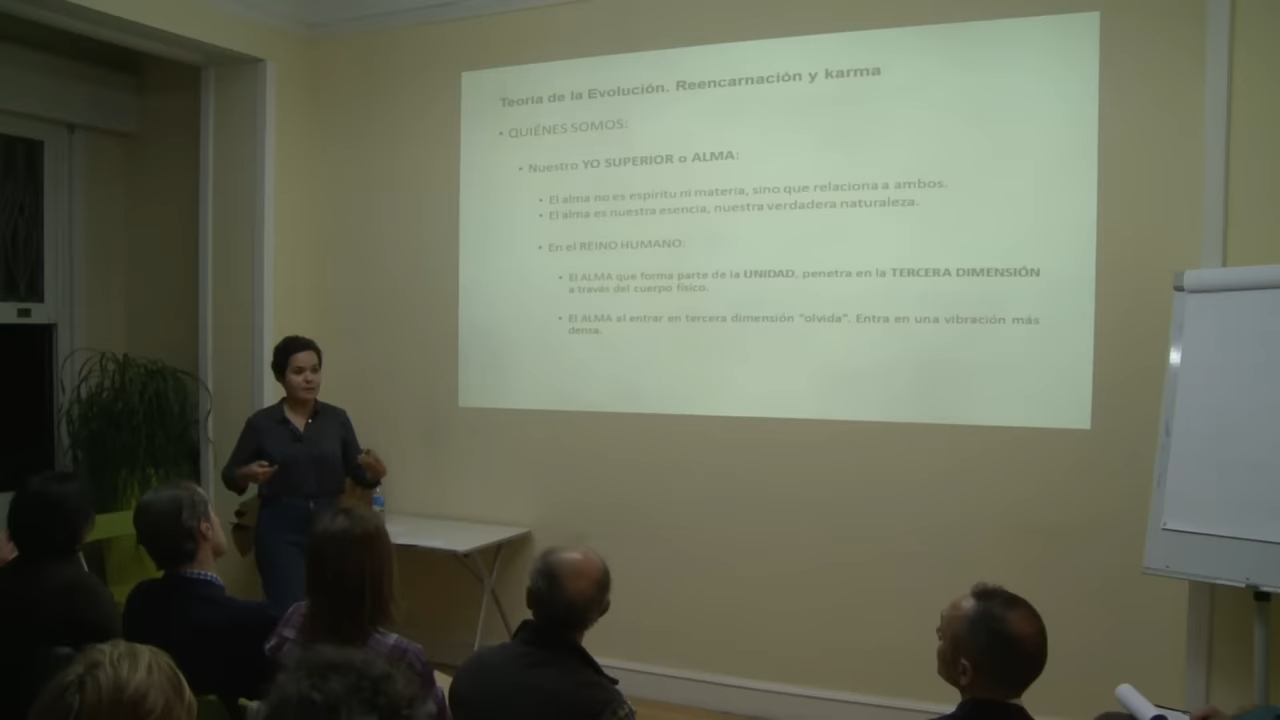 Teoría de la Evolución. Reencarnación y karma
• QUIÉNES SOMOS:
• Nuestro YO SUPERIOR o ALMA:
• El alma no es espíritu ni materia, sino que relaciona a ambos.
• El alma es nuestra esencia, nuestra verdadera naturaleza.
• En el REINO HUMANO:
• El ALMA que forma parte de la UNIDAD, penetra en la TERCERA DIMENSIÓN
a través del cuerpo físico.
• El ALMA al entrar en tercera dimensión "olvida". Entra en una vibración más
densa.